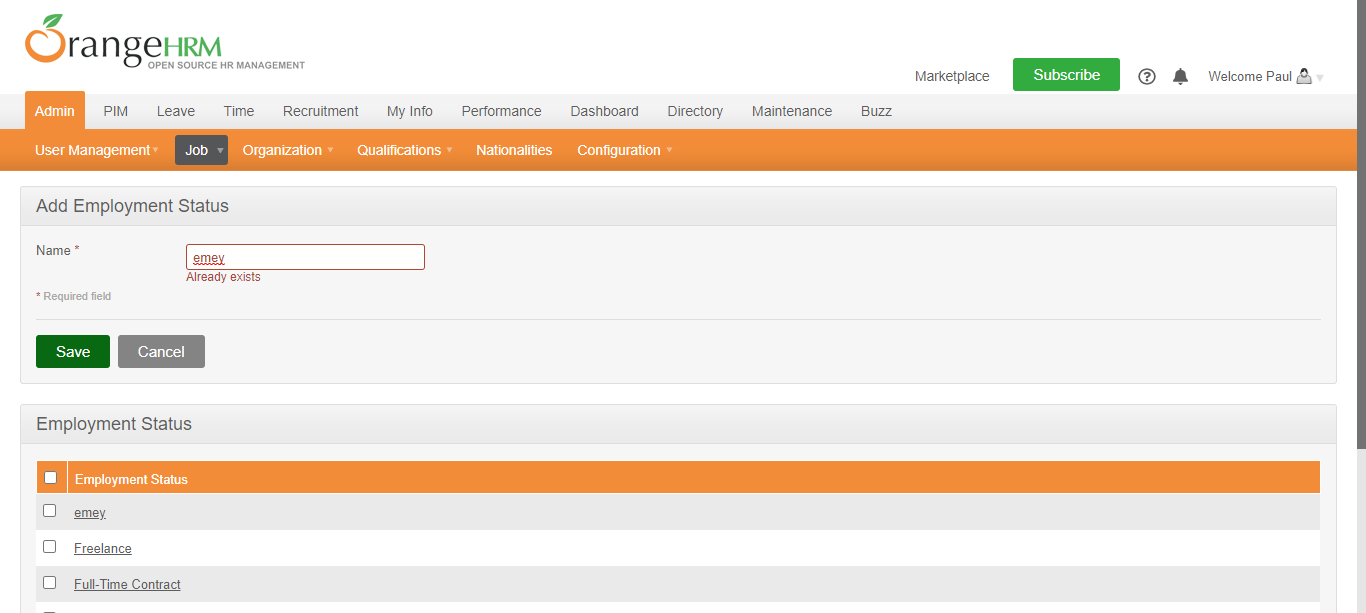 OrangeHRM
OPEN SOURCE HR MANAGEMENT
Marketplace Subscribe ? Welcome Paul
Admin PIM Leave Time Recruitment My Info Performance Dashboard Directory Maintenance Buzz
User Management Job Organization Qualifications Nationalities Configuration
Add Employment Status
Name * emey
Already exists
* Required field
Save Cancel
Employment Status
Employment Status
emey
Freelance
Full-Time Contract